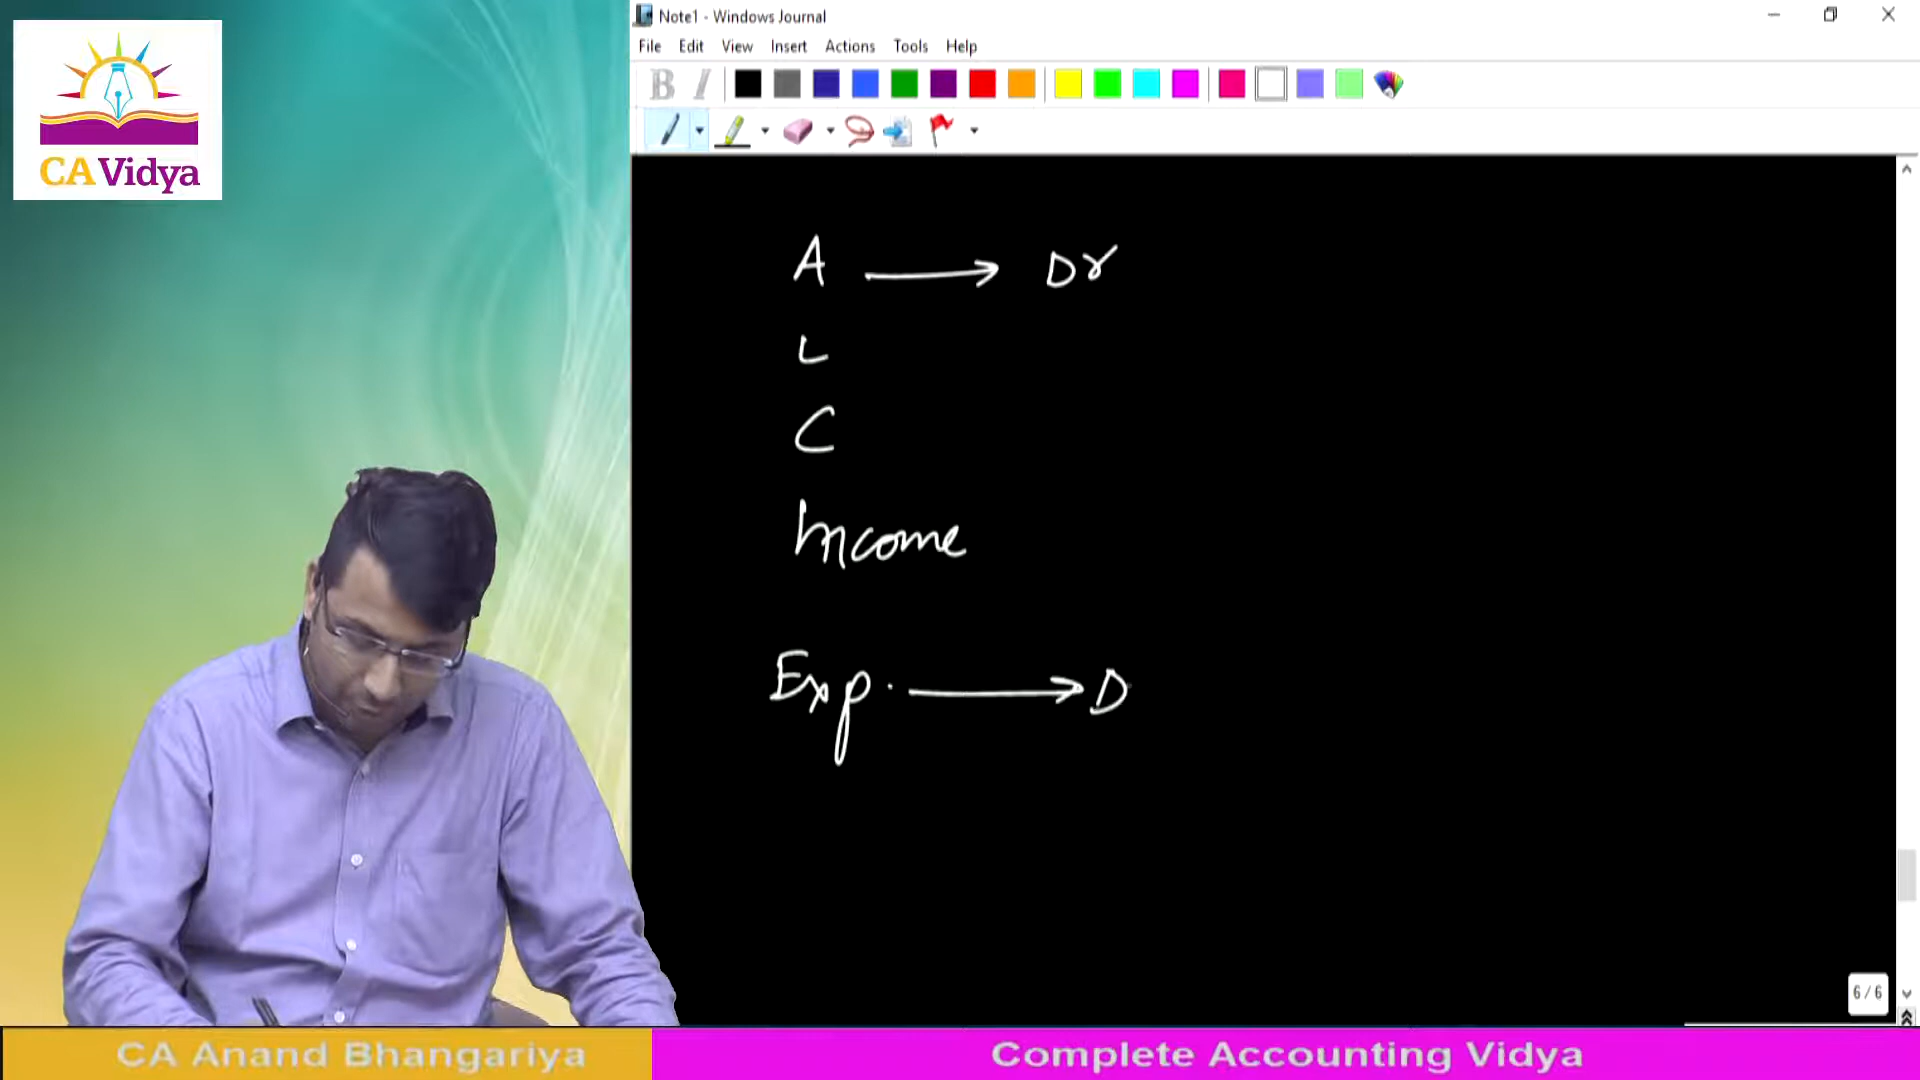 CA Vidya
Note1 - Windows Journal
File Edit View Insert Actions Tools Help
B I
A → Dr
L
C
Income
Exp. → D
6 / 6
CA Anand Bhangariya
Complete Accounting Vidya